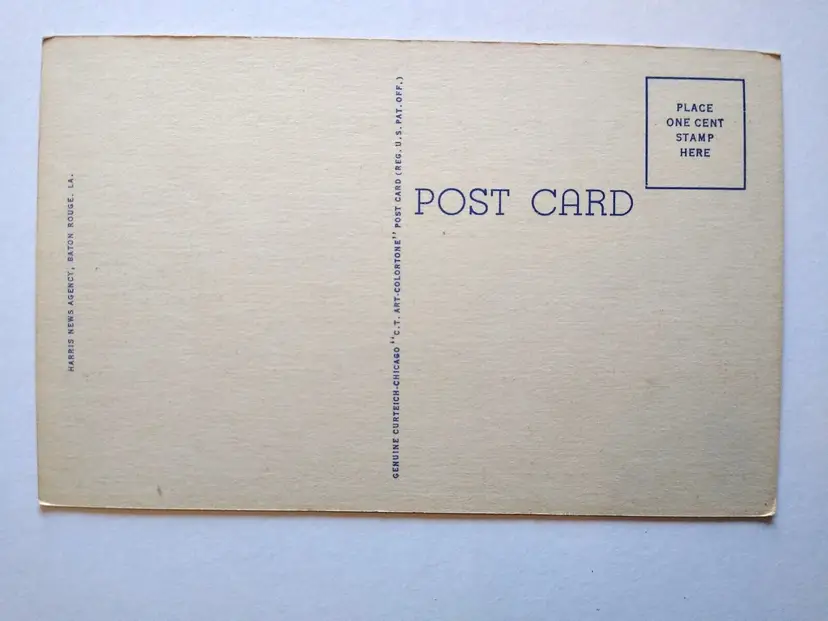 HARRIS NEWS AGENCY, BATON ROUGE, LA.
GENUINE CURTEICH-CHICAGO "C.T. ART-COLORTONE" POST CARD (REG. U.S. PAT. OFF.)
POST CARD
PLACE
ONE CENT
STAMP
HERE